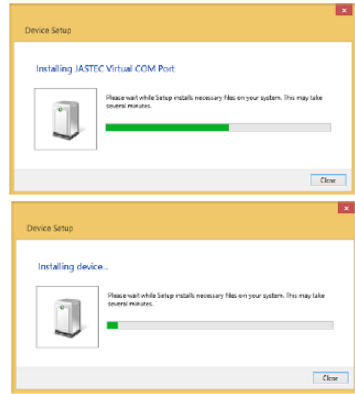 Device Setup
Installing JASTEC Virtual COM Port
Please wait while Setup installs necessary files on your system. This may take
several minutes.
Close
Device Setup
Installing device...
Please wait while Setup installs necessary files on your system. This may take
several minutes.
Close